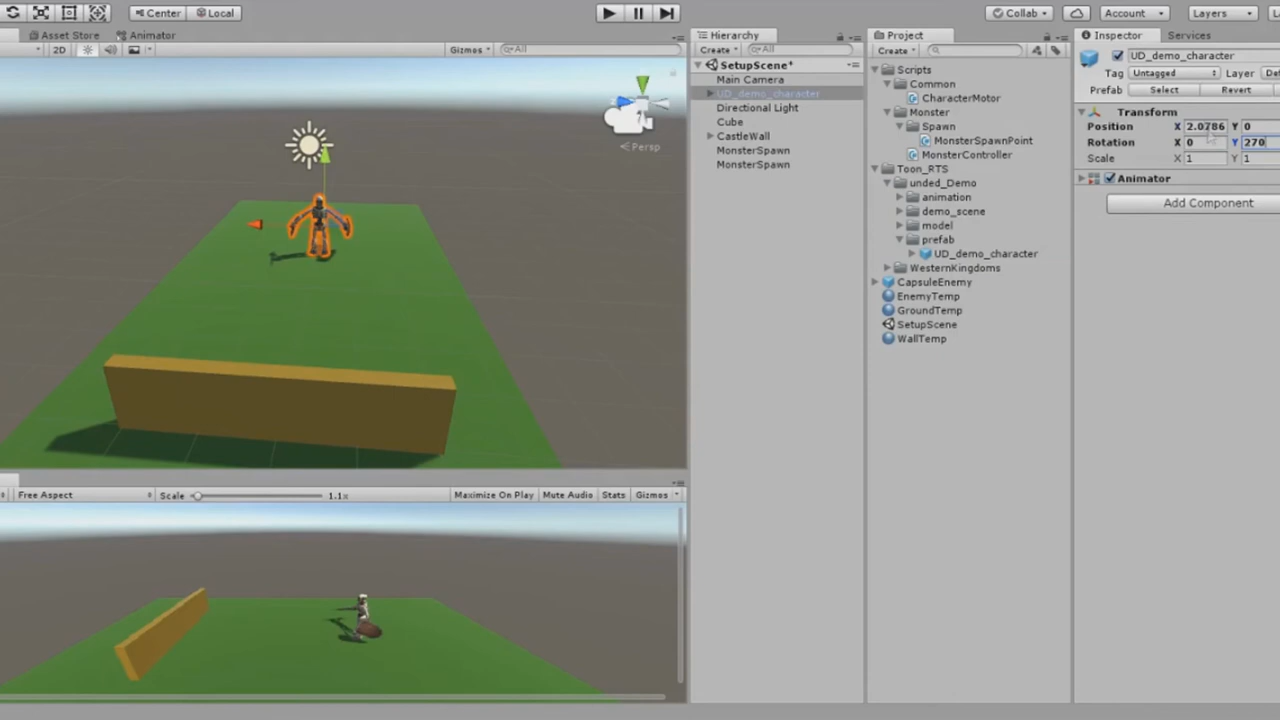 Center Local
Collab Account Layers
Asset Store Animator
2D Gizmos All
Persp
Free Aspect Scale 1.1x Maximize On Play Mute Audio Stats Gizmos
Hierarchy
Create All
SetupScene*
Main Camera
UD_demo_character
Directional Light
Cube
CastleWall
MonsterSpawn
MonsterSpawn
Project
Create
Scripts
Common
CharacterMotor
Monster
Spawn
MonsterSpawnPoint
MonsterController
Toon_RTS
unded_Demo
animation
demo_scene
model
prefab
UD_demo_character
WesternKingdoms
CapsuleEnemy
EnemyTemp
GroundTemp
SetupScene
WallTemp
Inspector Services
UD_demo_character
Tag Untagged Layer Def
Prefab Select Revert
Transform
Position X 2.0786 Y 0
Rotation X 0 Y 270
Scale X 1 Y 1
Animator
Add Component